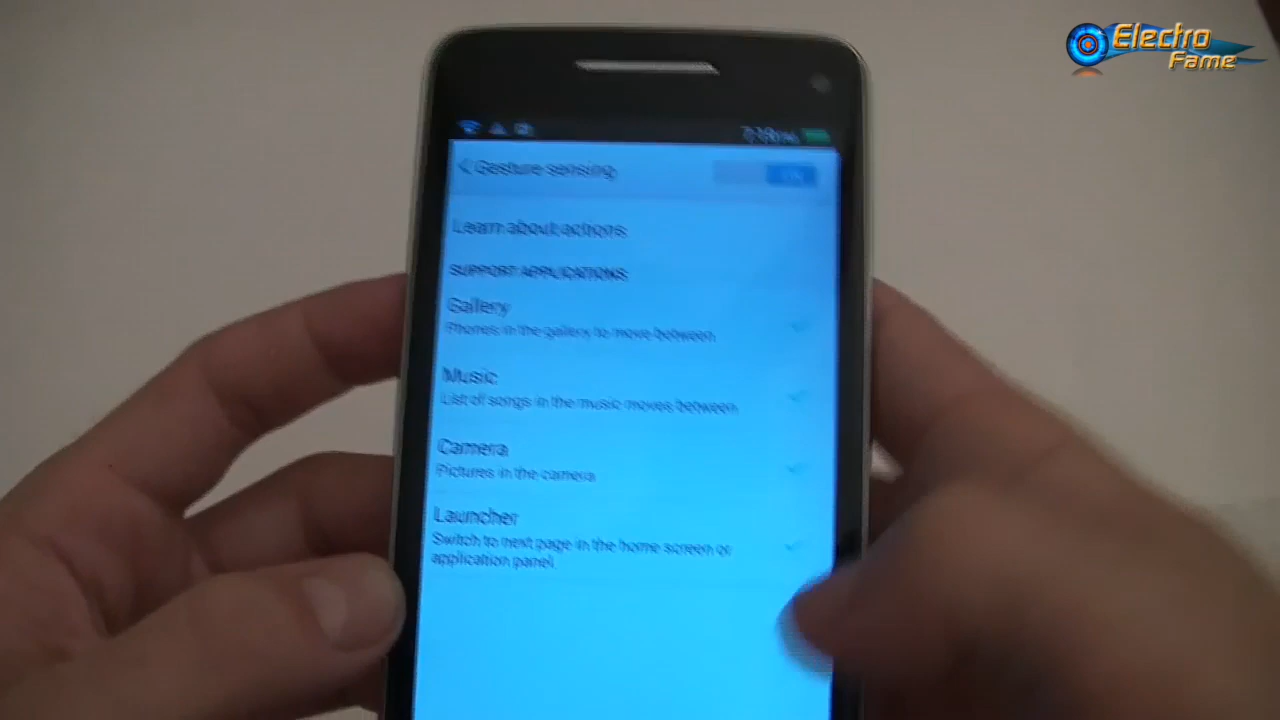 Electro
Fame
Gesture sensing
ON
Learn about actions
SUPPORT APPLICATIONS
Gallery
Phones in the gallery to move between
Music
List of songs in the music moves between
Camera
Pictures in the camera
Launcher
Switch to next page in the home screen or
application panel